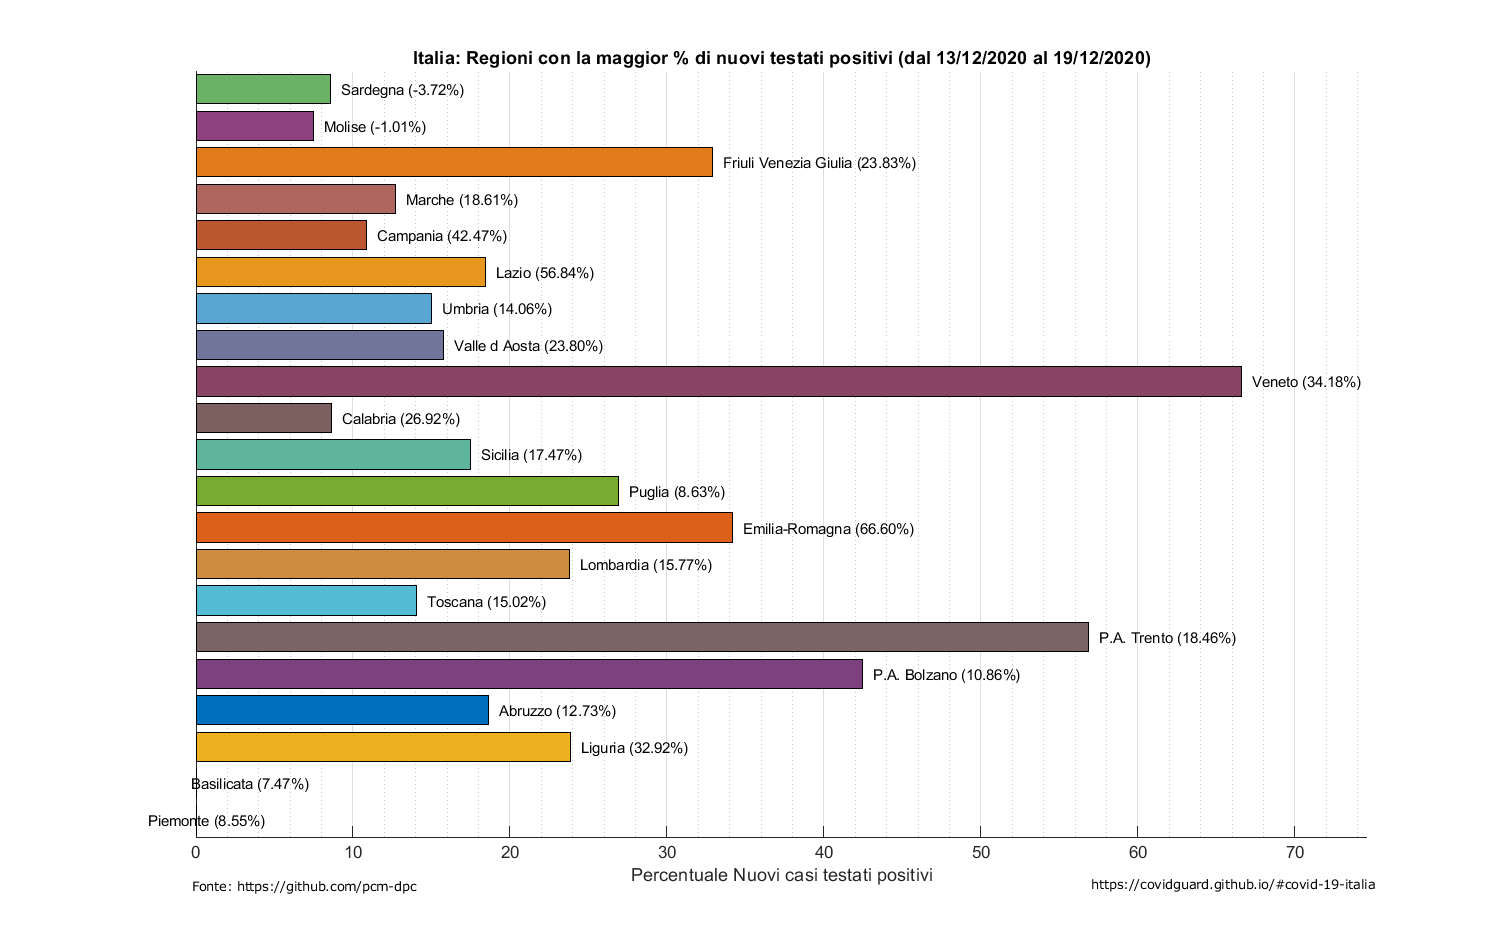 Italia: Regioni con la maggior % di nuovi testati positivi (dal 13/12/2020 al 19/12/2020)
Sardegna (-3.72%)
Molise (-1.01%)
Friuli Venezia Giulia (23.83%)
Marche (18.61%)
Campania (42.47%)
Lazio (56.84%)
Umbria (14.06%)
Valle d Aosta (23.80%)
Veneto (34.18%)
Calabria (26.92%)
Sicilia (17.47%)
Puglia (8.63%)
Emilia-Romagna (66.60%)
Lombardia (15.77%)
Toscana (15.02%)
P.A. Trento (18.46%)
P.A. Bolzano (10.86%)
Abruzzo (12.73%)
Liguria (32.92%)
Basilicata (7.47%)
Piemonte (8.55%)
0 10 20 30 40 50 60 70
Percentuale Nuovi casi testati positivi
Fonte: https://github.com/pcm-dpc
https://covidguard.github.io/#covid-19-italia